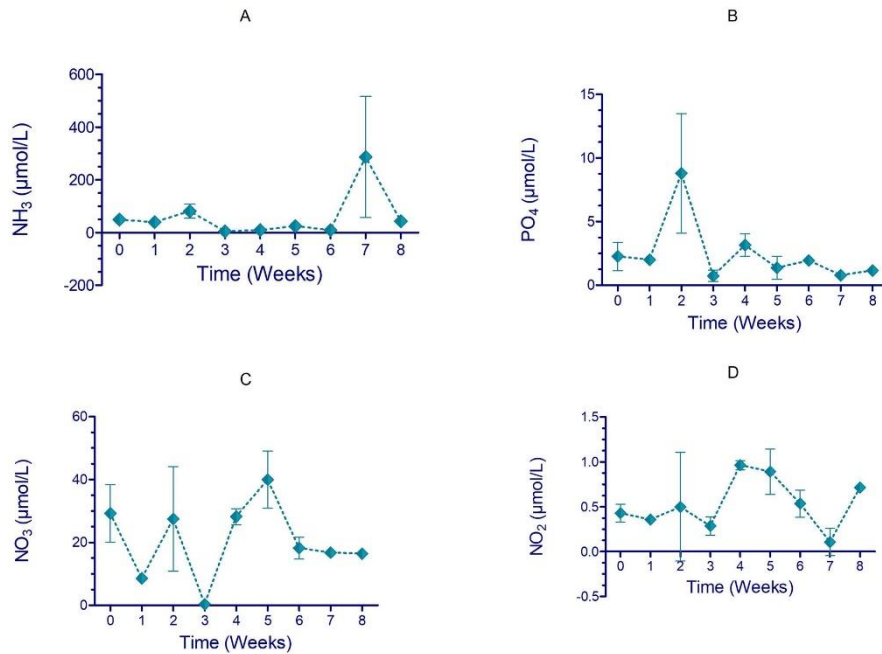 A
NH₃ (µmol/L)
600
400
200
0
-200
0 1 2 3 4 5 6 7 8
Time (Weeks)
B
PO₄ (µmol/L)
15
10
5
0
0 1 2 3 4 5 6 7 8
Time (Weeks)
C
NO₃ (µmol/L)
60
40
20
0
0 1 2 3 4 5 6 7 8
Time (Weeks)
D
NO₂ (µmol/L)
1.5
1.0
0.5
0.0
-0.5
0 1 2 3 4 5 6 7 8
Time (Weeks)